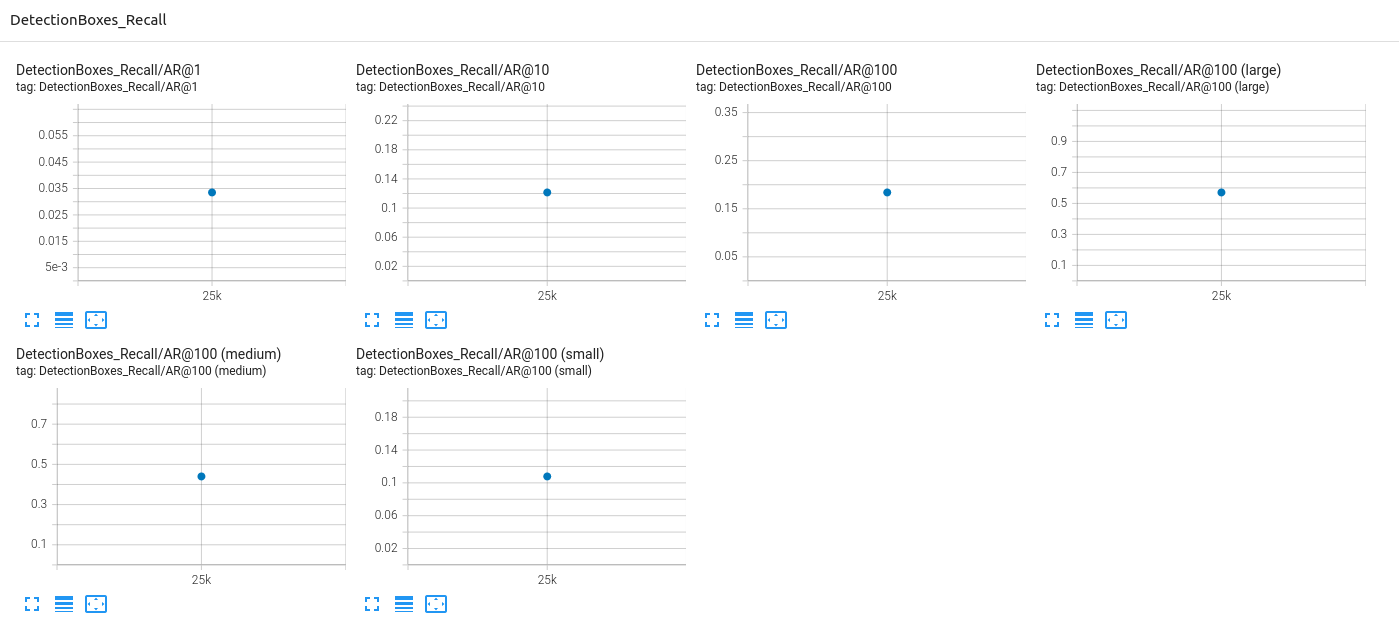 DetectionBoxes_Recall
DetectionBoxes_Recall/AR@1
tag: DetectionBoxes_Recall/AR@1
0.055
0.045
0.035
0.025
0.015
5e-3
25k
DetectionBoxes_Recall/AR@10
tag: DetectionBoxes_Recall/AR@10
0.22
0.18
0.14
0.1
0.06
0.02
25k
DetectionBoxes_Recall/AR@100
tag: DetectionBoxes_Recall/AR@100
0.35
0.25
0.15
0.05
25k
DetectionBoxes_Recall/AR@100 (large)
tag: DetectionBoxes_Recall/AR@100 (large)
0.9
0.7
0.5
0.3
0.1
25k
DetectionBoxes_Recall/AR@100 (medium)
tag: DetectionBoxes_Recall/AR@100 (medium)
0.7
0.5
0.3
0.1
25k
DetectionBoxes_Recall/AR@100 (small)
tag: DetectionBoxes_Recall/AR@100 (small)
0.18
0.14
0.1
0.06
0.02
25k